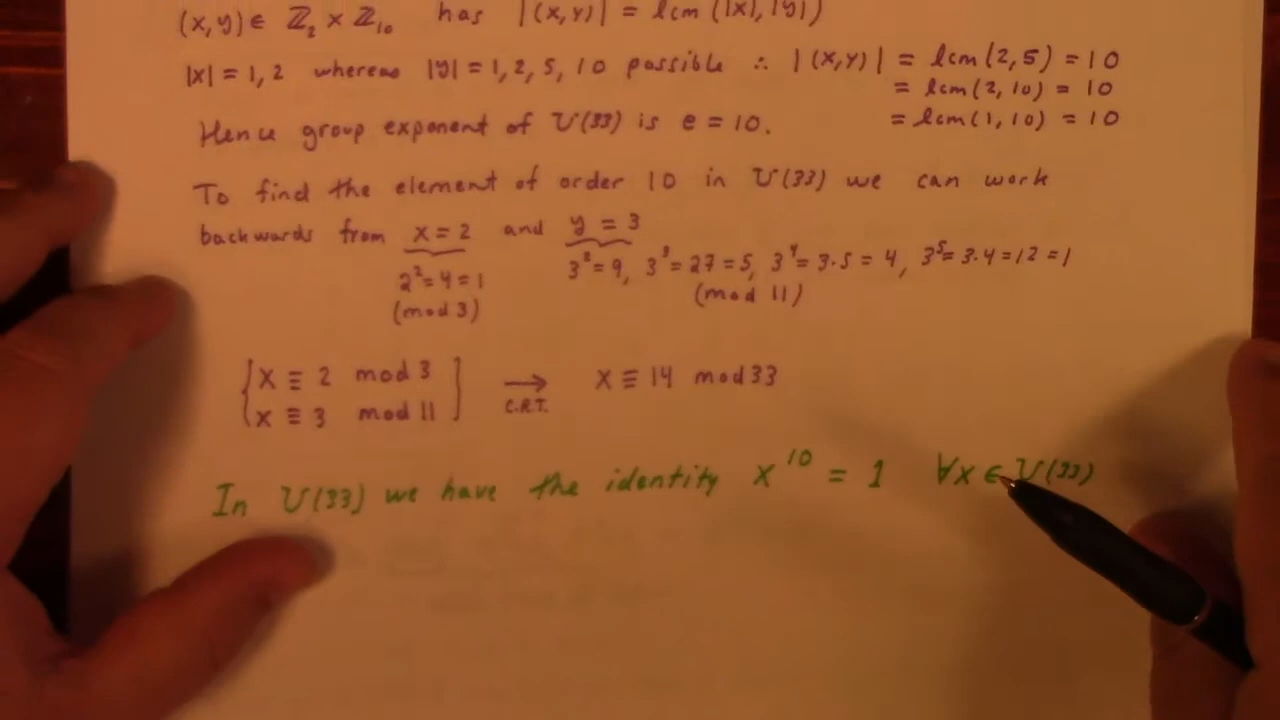 (x,y) ∈ ℤ₂ × ℤ₁₀ has |(x,y)| = lcm(|x|, |y|)
|x| = 1, 2 whereas |y| = 1, 2, 5, 10 possible ∴ |(x,y)| = lcm(2,5) = 10
= lcm(2,10) = 10
Hence group exponent of U(33) is e = 10. = lcm(1,10) = 10
To find the element of order 10 in U(33) we can work
backwards from x = 2 and y = 3
2² = 4 = 1 3² = 9, 3³ = 27 = 5, 3⁴ = 3·5 = 4, 3⁵ = 3·4 = 12 = 1
(mod 3) (mod 11)
{ x ≡ 2 mod 3
x ≡ 3 mod 11 } → C.R.T. x ≡ 14 mod 33
In U(33) we have the identity x¹⁰ = 1 ∀x ∈ U(33)